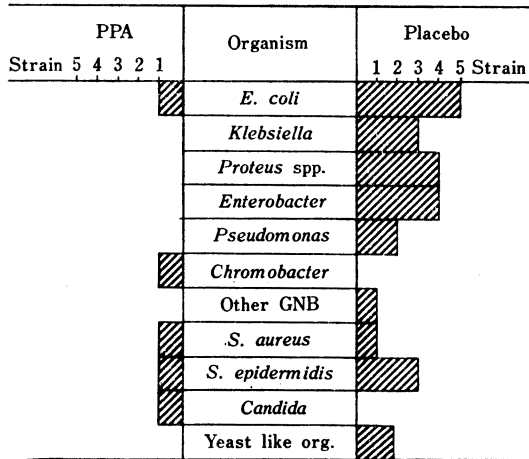 PPA Organism Placebo
Strain 5 4 3 2 1 1 2 3 4 5 Strain
E. coli
Klebsiella
Proteus spp.
Enterobacter
Pseudomonas
Chromobacter
Other GNB
S. aureus
S. epidermidis
Candida
Yeast like org.